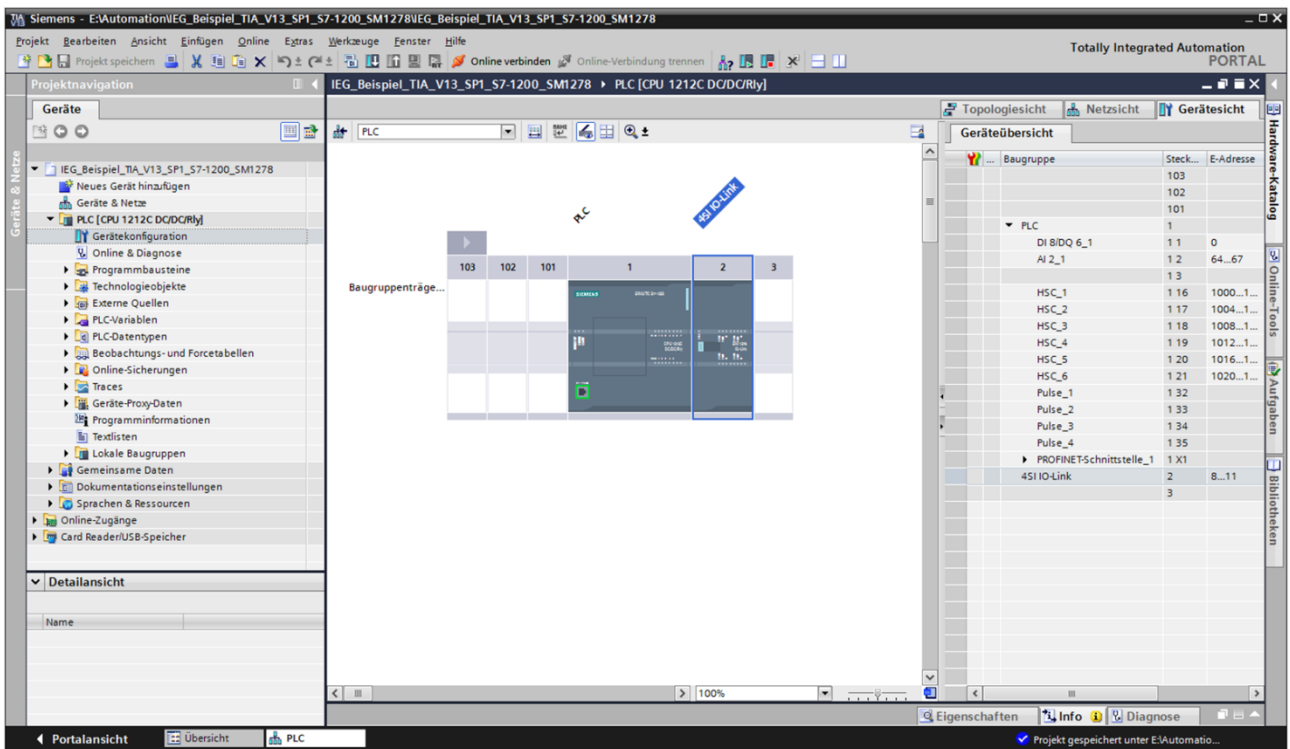 Siemens - E:\Automation\IEG_Beispiel_TIA_V13_SP1_S7-1200_SM1278\IEG_Beispiel_TIA_V13_SP1_S7-1200_SM1278
Projekt Bearbeiten Ansicht Einfügen Online Extras Werkzeuge Fenster Hilfe
Totally Integrated Automation
PORTAL
Projekt speichern
Online verbinden
Online-Verbindung trennen
Projektnavigation
IEG_Beispiel_TIA_V13_SP1_S7-1200_SM1278 PLC [CPU 1212C DC/DC/Rly]
Geräte
Topologiesicht Netzsicht Gerätesicht
PLC
Geräteübersicht
Geräte & Netze
IEG_Beispiel_TIA_V13_SP1_S7-1200_SM1278
Neues Gerät hinzufügen
Geräte & Netze
PLC [CPU 1212C DC/DC/Rly]
Gerätekonfiguration
Online & Diagnose
Programmbausteine
Technologieobjekte
Externe Quellen
PLC-Variablen
PLC-Datentypen
Beobachtungs- und Forcetabellen
Online-Sicherungen
Traces
Geräte-Proxy-Daten
Programminformationen
Textlisten
Lokale Baugruppen
Gemeinsame Daten
Dokumentationseinstellungen
Sprachen & Ressourcen
Online-Zugänge
Card Reader/USB-Speicher
Detailansicht
Name
PLC
4SI IO-Link
103 102 101 1 2 3
Baugruppenträge...
SIEMENS
100%
... Baugruppe Steck... E-Adresse
103
102
101
PLC 1
DI 8/DQ 6_1 1 1 0
AI 2_1 1 2 64...67
1 3
HSC_1 1 16 1000...1...
HSC_2 1 17 1004...1...
HSC_3 1 18 1008...1...
HSC_4 1 19 1012...1...
HSC_5 1 20 1016...1...
HSC_6 1 21 1020...1...
Pulse_1 1 32
Pulse_2 1 33
Pulse_3 1 34
Pulse_4 1 35
PROFINET-Schnittstelle_1 1 X1
4SI IO-Link 2 8...11
3
Hardware-Katalog
Online-Tools
Aufgaben
Bibliotheken
Eigenschaften Info Diagnose
Portalansicht Übersicht PLC
Projekt gespeichert unter E:\Automatio...